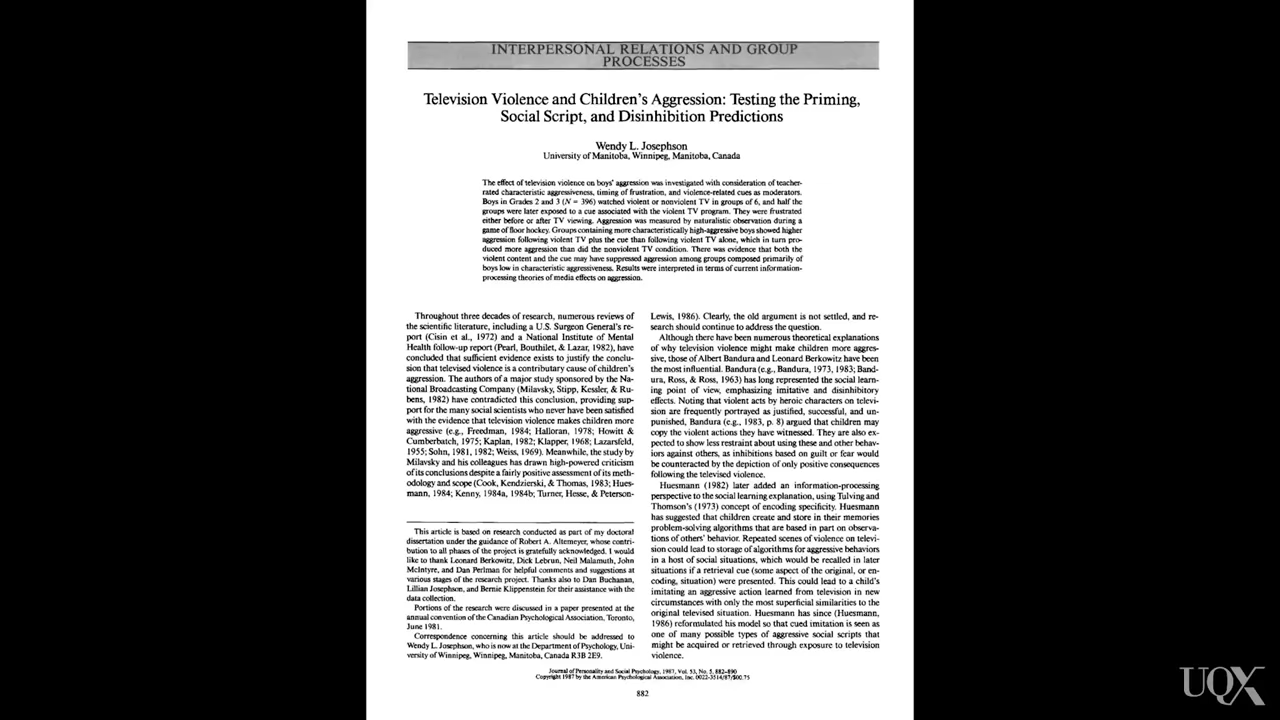 INTERPERSONAL RELATIONS AND GROUP
PROCESSES
Television Violence and Children's Aggression: Testing the Priming,
Social Script, and Disinhibition Predictions
Wendy L. Josephson
University of Manitoba, Winnipeg, Manitoba, Canada
The effect of television violence on boys' aggression was investigated with consideration of teacher-
rated characteristic aggressiveness, timing of frustration, and violence-related cues as moderators.
Boys in Grades 2 and 3 (N = 396) watched violent or nonviolent TV in groups of 6, and half the
groups were later exposed to a cue associated with the violent TV program. They were frustrated
either before or after TV viewing. Aggression was measured by naturalistic observation during a
game of floor hockey. Groups containing more characteristically high-aggressive boys showed higher
aggression following violent TV plus the cue than following violent TV alone, which in turn pro-
duced more aggression than did the nonviolent TV condition. There was evidence that both the
violent content and the cue may have suppressed aggression among groups composed primarily of
boys low in characteristic aggressiveness. Results were interpreted in terms of current information-
processing theories of media effects on aggression.
Throughout three decades of research, numerous reviews of
the scientific literature, including a U.S. Surgeon General's re-
port (Cisin et al., 1972) and a National Institute of Mental
Health follow-up report (Pearl, Bouthilet, & Lazar, 1982), have
concluded that sufficient evidence exists to justify the conclu-
sion that televised violence is a contributary cause of children's
aggression. The authors of a major study sponsored by the Na-
tional Broadcasting Company (Milavsky, Stipp, Kessler, & Ru-
bens, 1982) have contradicted this conclusion, providing sup-
port for the many social scientists who never have been satisfied
with the evidence that television violence makes children more
aggressive (e.g., Freedman, 1984; Halloran, 1978; Howitt &
Cumberbatch, 1975; Kaplan, 1982; Klapper, 1968; Lazarsfeld,
1955; Sohn, 1981, 1982; Weiss, 1969). Meanwhile, the study by
Milavsky and his colleagues has drawn high-powered criticism
of its conclusions despite a fairly positive assessment of its meth-
odology and scope (Cook, Kendzierski, & Thomas, 1983; Hues-
mann, 1984; Kenny, 1984a, 1984b; Turner, Hesse, & Peterson-
This article is based on research conducted as part of my doctoral
dissertation under the guidance of Robert A. Altemeyer, whose contri-
bution to all phases of the project is gratefully acknowledged. I would
like to thank Leonard Berkowitz, Dick Lebrun, Neil Malamuth, John
McIntyre, and Dan Perlman for helpful comments and suggestions at
various stages of the research project. Thanks also to Dan Buchanan,
Lillian Josephson, and Bernie Klippenstein for their assistance with the
data collection.
Portions of the research were discussed in a paper presented at the
annual convention of the Canadian Psychological Association, Toronto,
June 1981.
Correspondence concerning this article should be addressed to
Wendy L. Josephson, who is now at the Department of Psychology, Uni-
versity of Winnipeg, Winnipeg, Manitoba, Canada R3B 2E9.
Lewis, 1986). Clearly, the old argument is not settled, and re-
search should continue to address the question.
Although there have been numerous theoretical explanations
of why television violence might make children more aggres-
sive, those of Albert Bandura and Leonard Berkowitz have been
the most influential. Bandura (e.g., Bandura, 1973, 1983; Band-
ura, Ross, & Ross, 1963) has long represented the social learn-
ing point of view, emphasizing imitative and disinhibitory
effects. Noting that violent acts by heroic characters on televi-
sion are frequently portrayed as justified, successful, and un-
punished, Bandura (e.g., 1983, p. 8) argued that children may
copy the violent actions they have witnessed. They are also ex-
pected to show less restraint about using these and other behav-
iors against others, as inhibitions based on guilt or fear would
be counteracted by the depiction of only positive consequences
following the televised violence.
Huesmann (1982) later added an information-processing
perspective to the social learning explanation, using Tulving and
Thomson's (1973) concept of encoding specificity. Huesmann
has suggested that children create and store in their memories
problem-solving algorithms that are based in part on observa-
tions of others' behavior. Repeated scenes of violence on televi-
sion could lead to storage of algorithms for aggressive behaviors
in a host of social situations, which would be recalled in later
situations if a retrieval cue (some aspect of the original, or en-
coding, situation) were presented. This could lead to a child's
imitating an aggressive action learned from television in new
circumstances with only the most superficial similarities to the
original televised situation. Huesmann has since (Huesmann,
1986) reformulated his model so that cued imitation is seen as
one of many possible types of aggressive social scripts that
might be acquired or retrieved through exposure to television
violence.
Journal of Personality and Social Psychology, 1987, Vol. 53, No. 5, 882-890
Copyright 1987 by the American Psychological Association, Inc. 0022-3514/87/$00.75
882
UQX